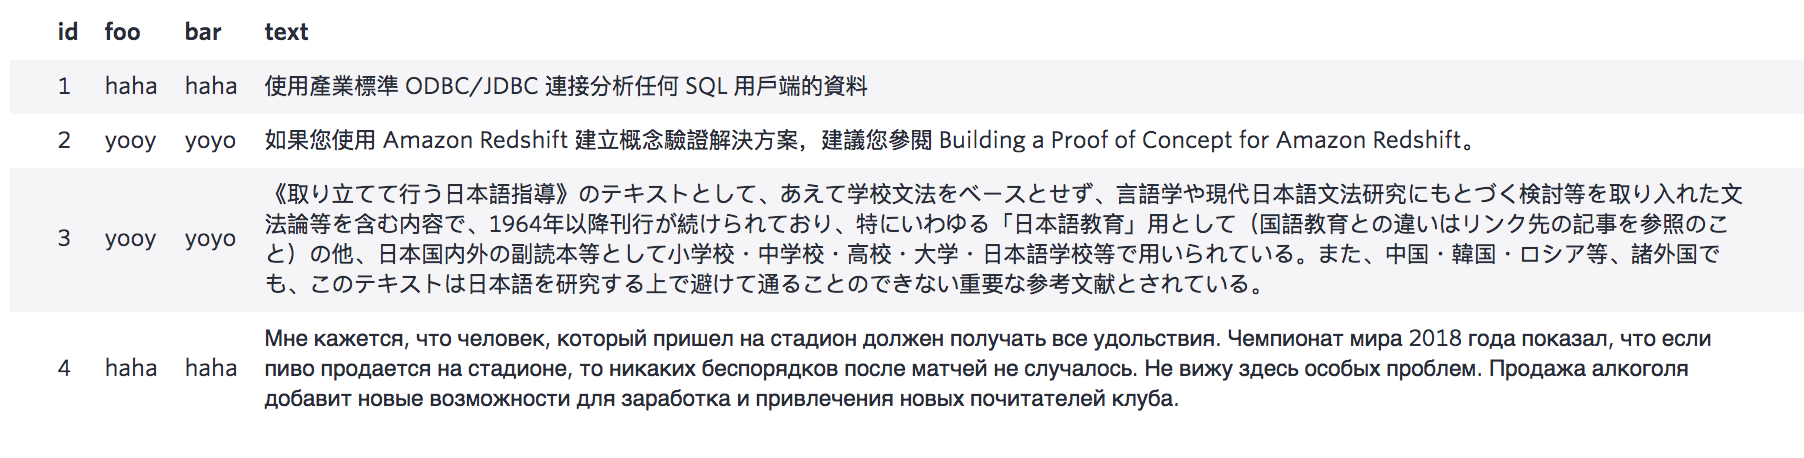 id foo bar text
1 haha haha 使用產業標準 ODBC/JDBC 連接分析任何 SQL 用戶端的資料
2 yooy yoyo 如果您使用 Amazon Redshift 建立概念驗證解決方案，建議您參閱 Building a Proof of Concept for Amazon Redshift。
《取り立てて行う日本語指導》のテキストとして、あえて学校文法をベースとせず、言語学や現代日本語文法研究にもとづく検討等を取り入れた文
法論等を含む内容で、1964年以降刊行が続けられており、特にいわゆる「日本語教育」用として（国語教育との違いはリンク先の記事を参照のこ
3 yooy yoyo
と）の他、日本国内外の副読本等として小学校・中学校・高校・大学・日本語学校等で用いられている。また、中国・韓国・ロシア等、諸外国で
も、このテキストは日本語を研究する上で避けて通ることのできない重要な参考文献とされている。
Мне кажется, что человек, который пришел на стадион должен получать все удольствия. Чемпионат мира 2018 года показал, что если
4 haha haha пиво продается на стадионе, то никаких беспорядков после матчей не случалось. Не вижу здесь особых проблем. Продажа алкоголя
добавит новые возможности для заработка и привлечения новых почитателей клуба.